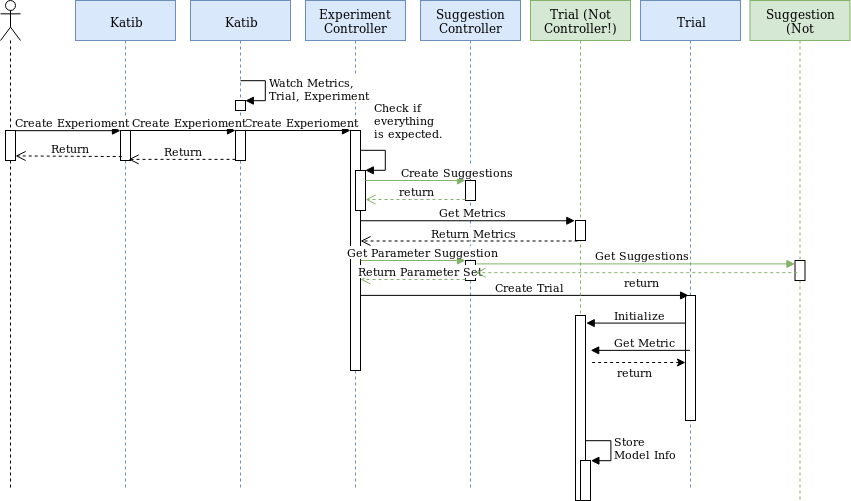 Katib
Katib
Experiment
Controller
Suggestion
Controller
Trial (Not
Controller!)
Trial
Suggestion
(Not
Watch Metrics,
Trial, Experiment
Check if
everything
is expected.
Create Experioment
Create Experioment
Create Experioment
Return
Return
Create Suggestions
return
Get Metrics
Return Metrics
Get Parameter Suggestion
Get Suggestions
Return Parameter Set
return
Create Trial
Initialize
Get Metric
return
Store
Model Info